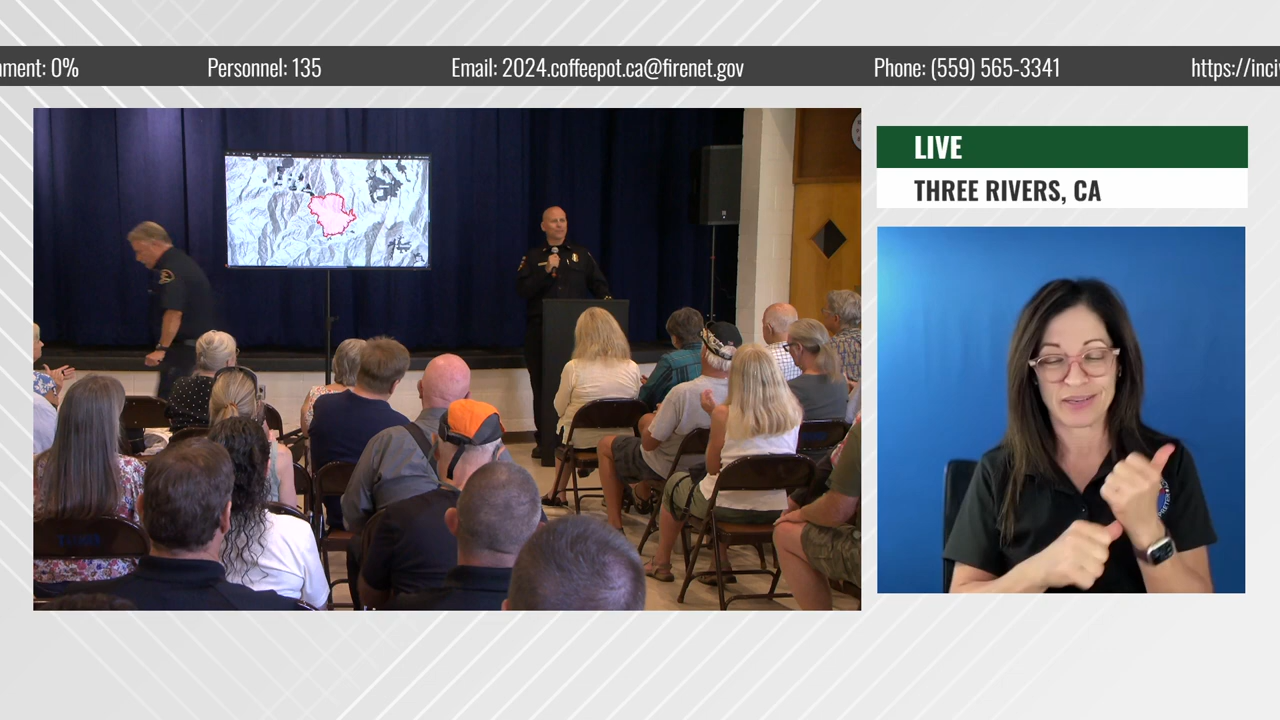 nment: 0% Personnel: 135 Email: 2024.coffeepot.ca@firenet.gov Phone: (559) 565-3341 https://inci
LIVE
THREE RIVERS, CA